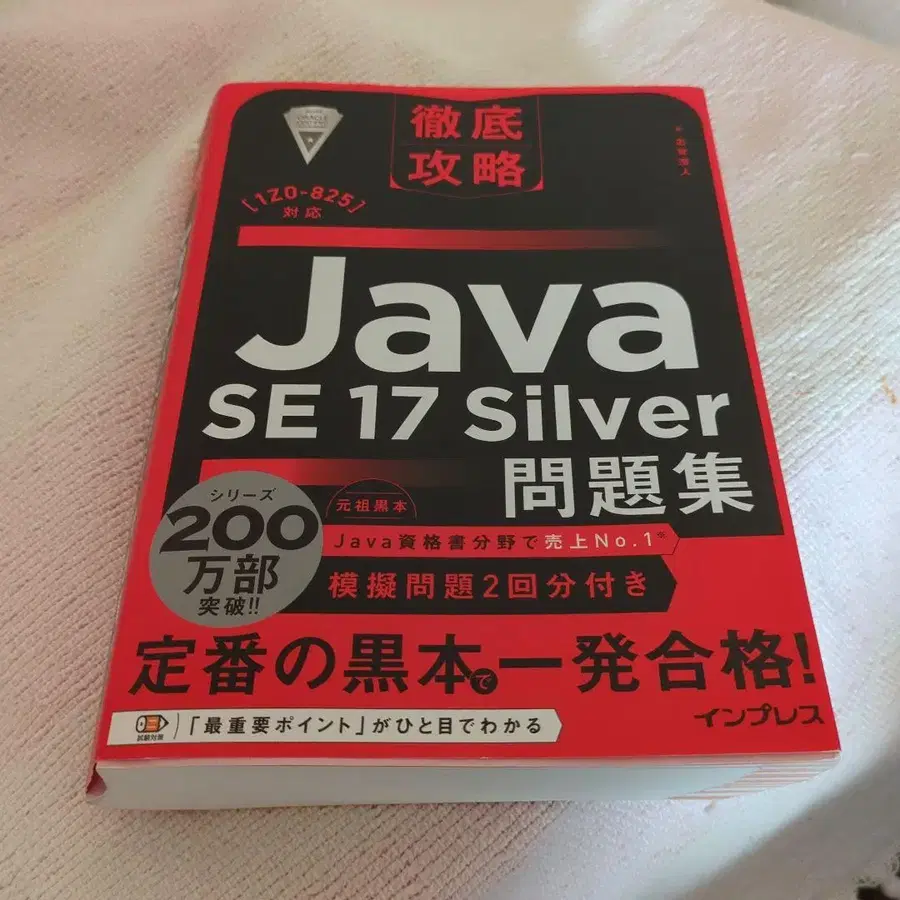 徹底
攻略
[1Z0-825]
対応
Java
SE 17 Silver
問題集
シリーズ
200
万部
突破!!
元祖黒本
Java資格書分野で売上No.1※
模擬問題2回分付き
定番の黒本で一発合格!
試験対策
「最重要ポイント」がひと目でわかる
インプレス